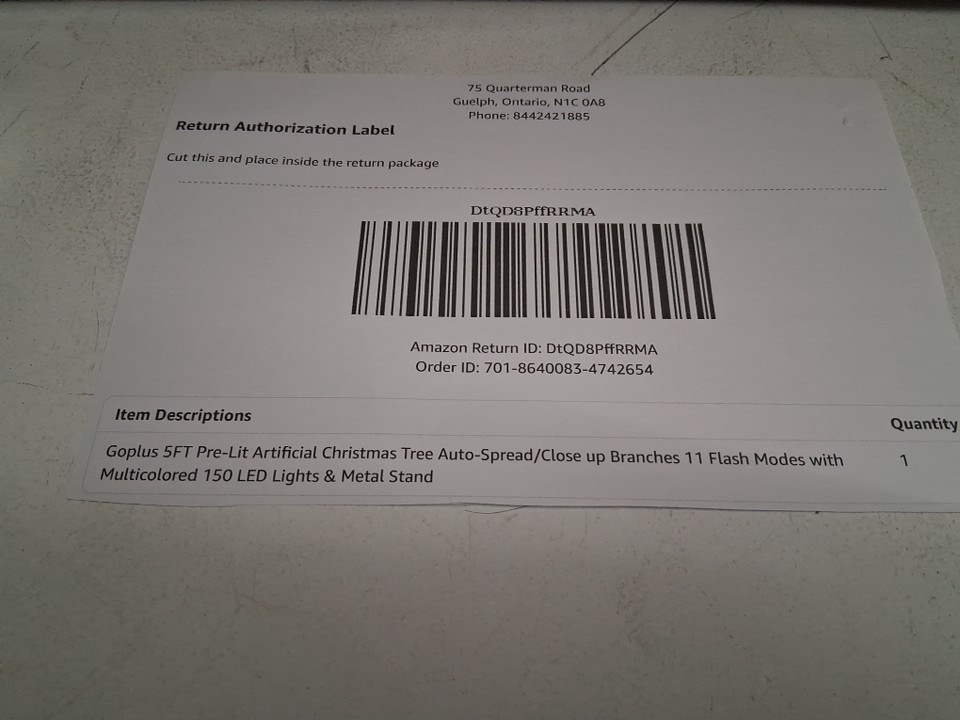 75 Quarterman Road
Guelph, Ontario, N1C 0A8
Phone: 8442421885
Return Authorization Label
Cut this and place inside the return package
DtQD8PffRRMA
Amazon Return ID: DtQD8PffRRMA
Order ID: 701-8640083-4742654
Item Descriptions Quantity
Goplus 5FT Pre-Lit Artificial Christmas Tree Auto-Spread/Close up Branches 11 Flash Modes with 1
Multicolored 150 LED Lights & Metal Stand